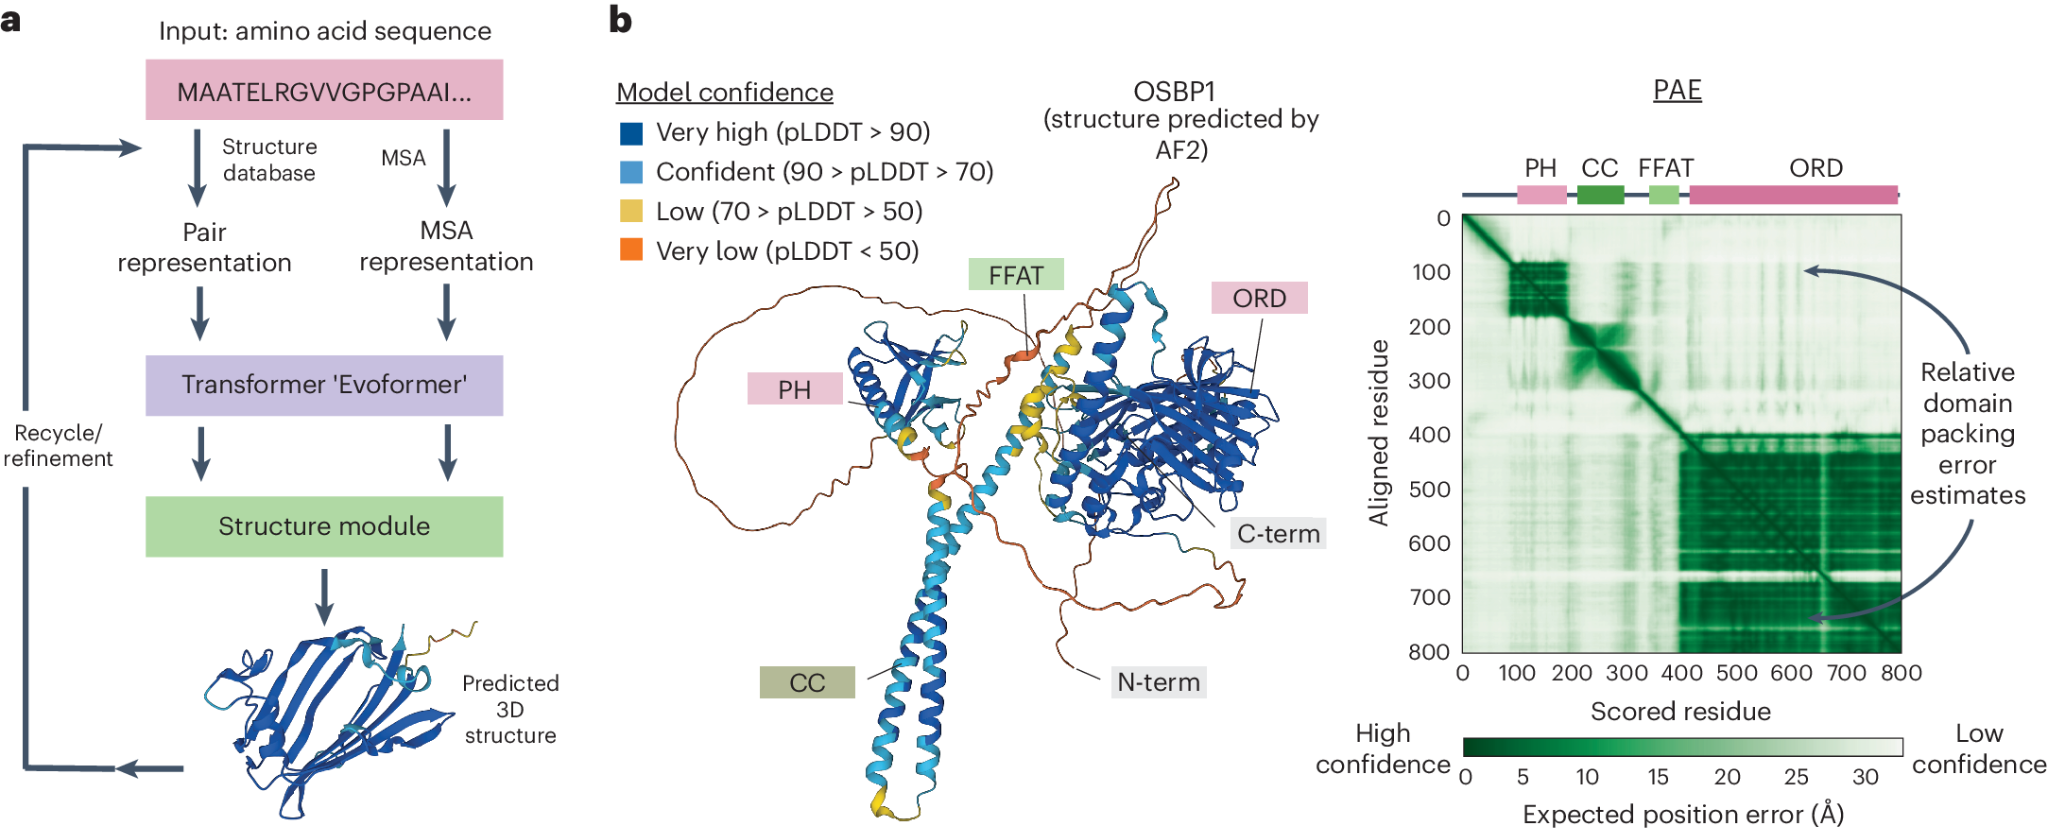 a
Input: amino acid sequence
MAATELRGVVGPGPAAI...
Structure
database
MSA
Pair
representation
MSA
representation
Transformer 'Evoformer'
Recycle/
refinement
Structure module
Predicted
3D
structure
b
Model confidence
Very high (pLDDT > 90)
Confident (90 > pLDDT > 70)
Low (70 > pLDDT > 50)
Very low (pLDDT < 50)
OSBP1
(structure predicted by
AF2)
FFAT
ORD
PH
C-term
CC
N-term
PAE
PH CC FFAT ORD
Aligned residue
0
100
200
300
400
500
600
700
800
0 100 200 300 400 500 600 700 800
Scored residue
Relative
domain
packing
error
estimates
High
confidence
Low
confidence
0 5 10 15 20 25 30
Expected position error (Å)